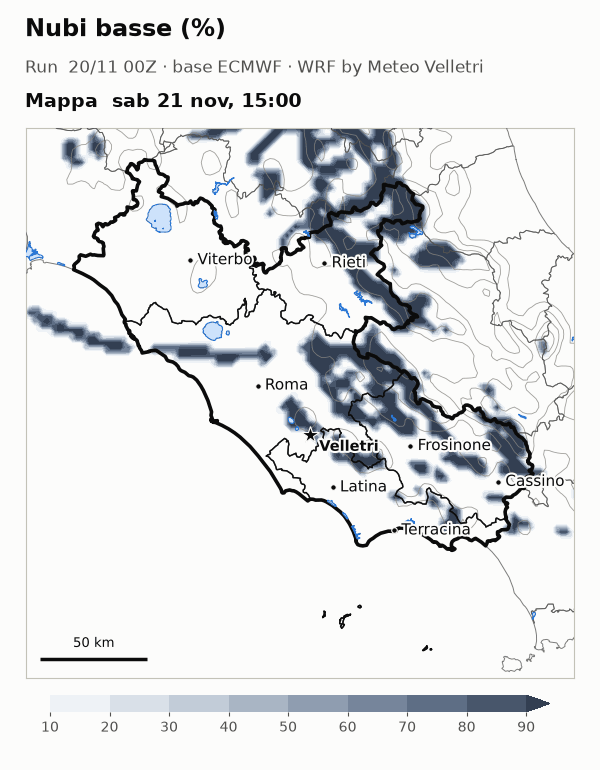 Nubi basse (%)
Run 20/11 00Z · base ECMWF · WRF by Meteo Velletri
Mappa sab 21 nov, 15:00
Viterbo
Rieti
Roma
Velletri
Frosinone
Latina
Cassino
Terracina
50 km
10 20 30 40 50 60 70 80 90